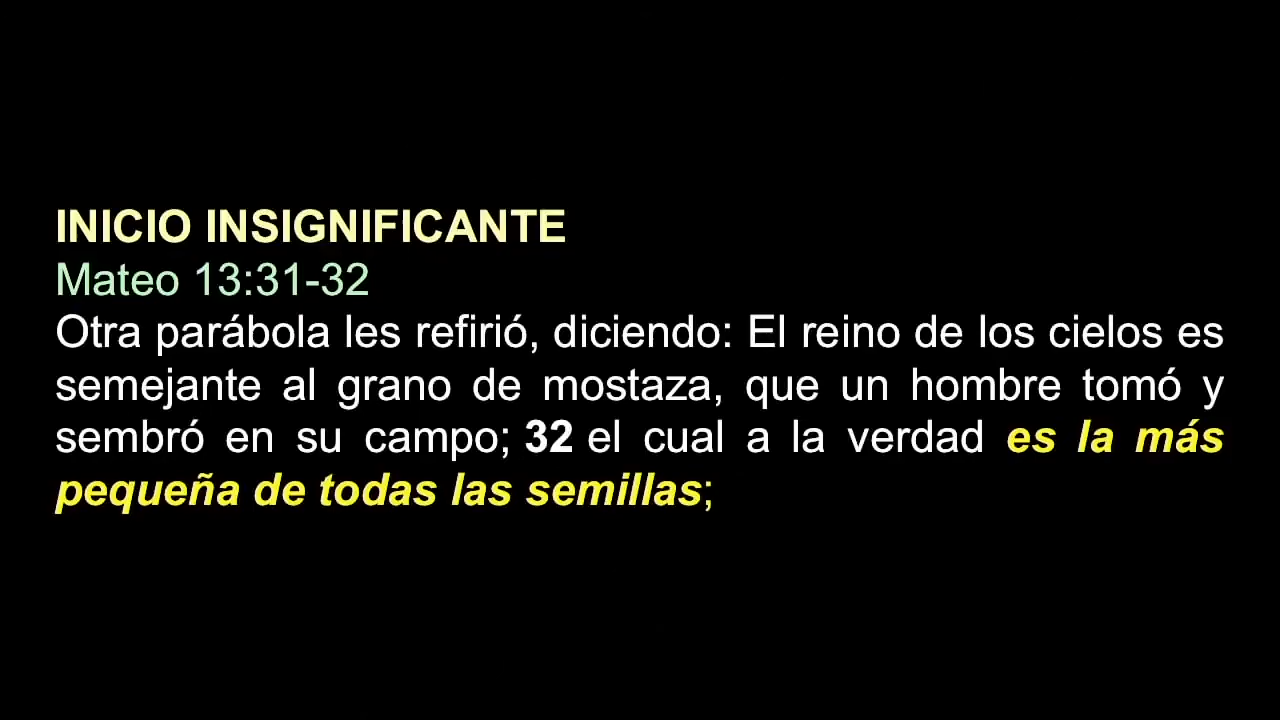 INICIO INSIGNIFICANTE
Mateo 13:31-32
Otra parábola les refirió, diciendo: El reino de los cielos es
semejante al grano de mostaza, que un hombre tomó y
sembró en su campo; 32 el cual a la verdad es la más
pequeña de todas las semillas;